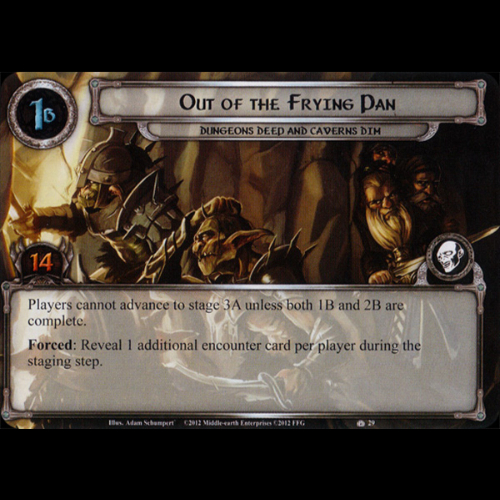 1B
OUT OF THE FRYING PAN
DUNGEONS DEEP AND CAVERNS DIM
14
Players cannot advance to stage 3A unless both 1B and 2B are
complete.
Forced: Reveal 1 additional encounter card per player during the
staging step.
Illus. Adam Schumpert ©2012 Middle-earth Enterprises ©2012 FFG 29